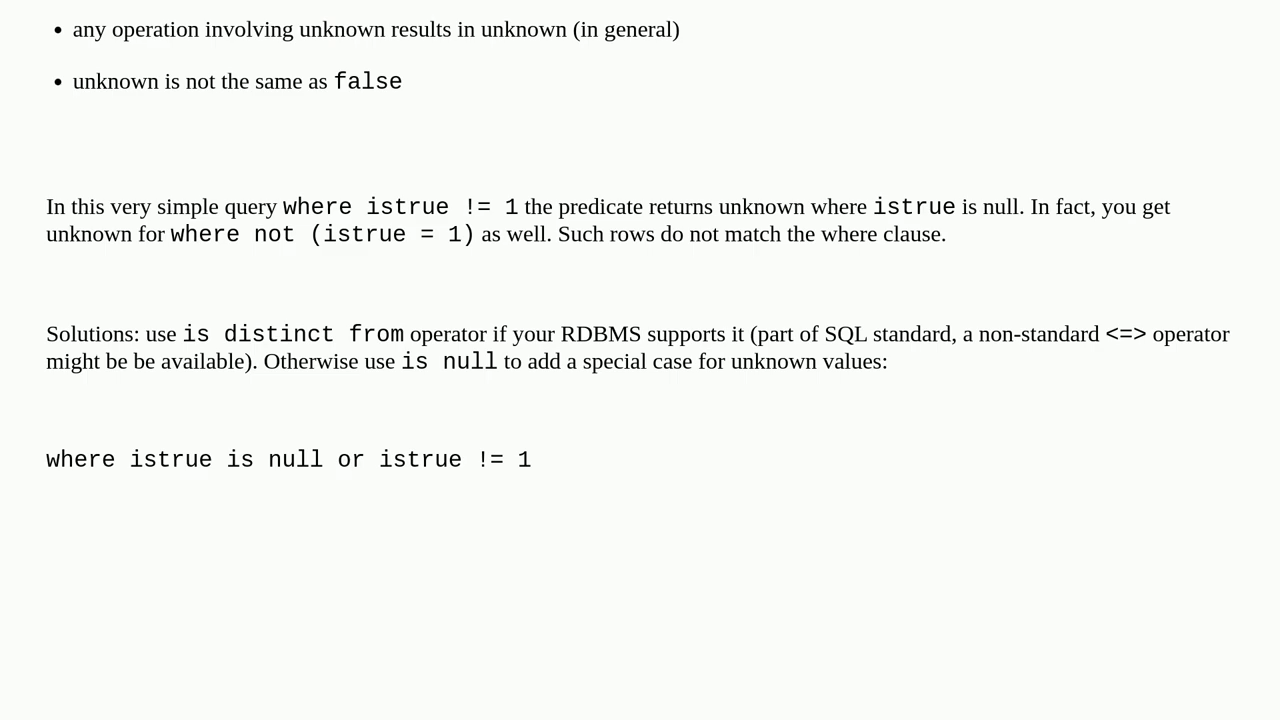 • any operation involving unknown results in unknown (in general)
• unknown is not the same as false
In this very simple query where istrue != 1 the predicate returns unknown where istrue is null. In fact, you get
unknown for where not (istrue = 1) as well. Such rows do not match the where clause.
Solutions: use is distinct from operator if your RDBMS supports it (part of SQL standard, a non-standard <=> operator
might be be available). Otherwise use is null to add a special case for unknown values:
where istrue is null or istrue != 1